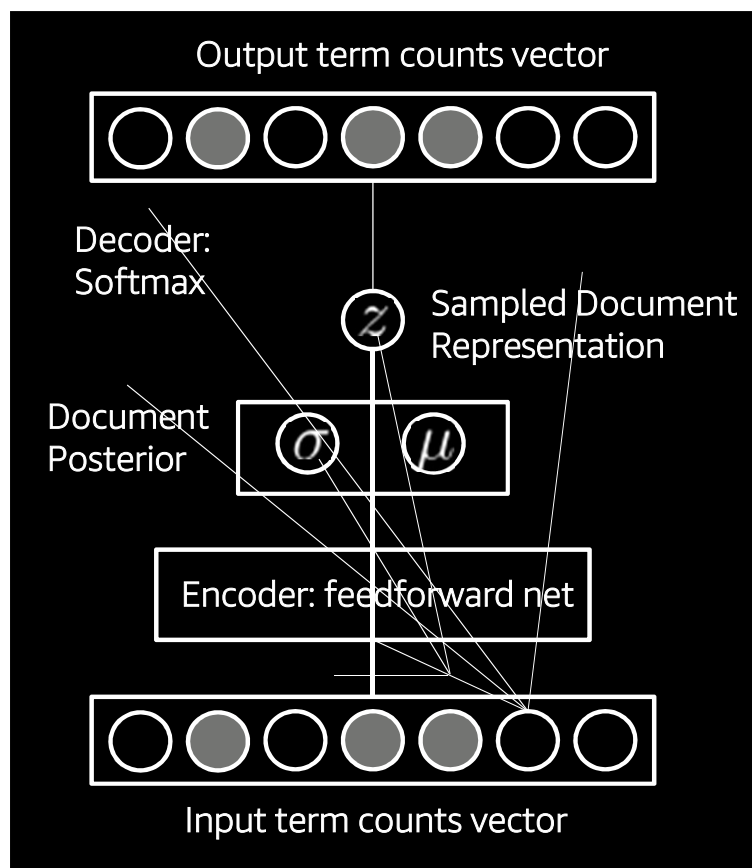 Output term counts vector
Decoder:
Softmax
z
Sampled Document
Representation
Document
Posterior
σ
μ
Encoder: feedforward net
Input term counts vector